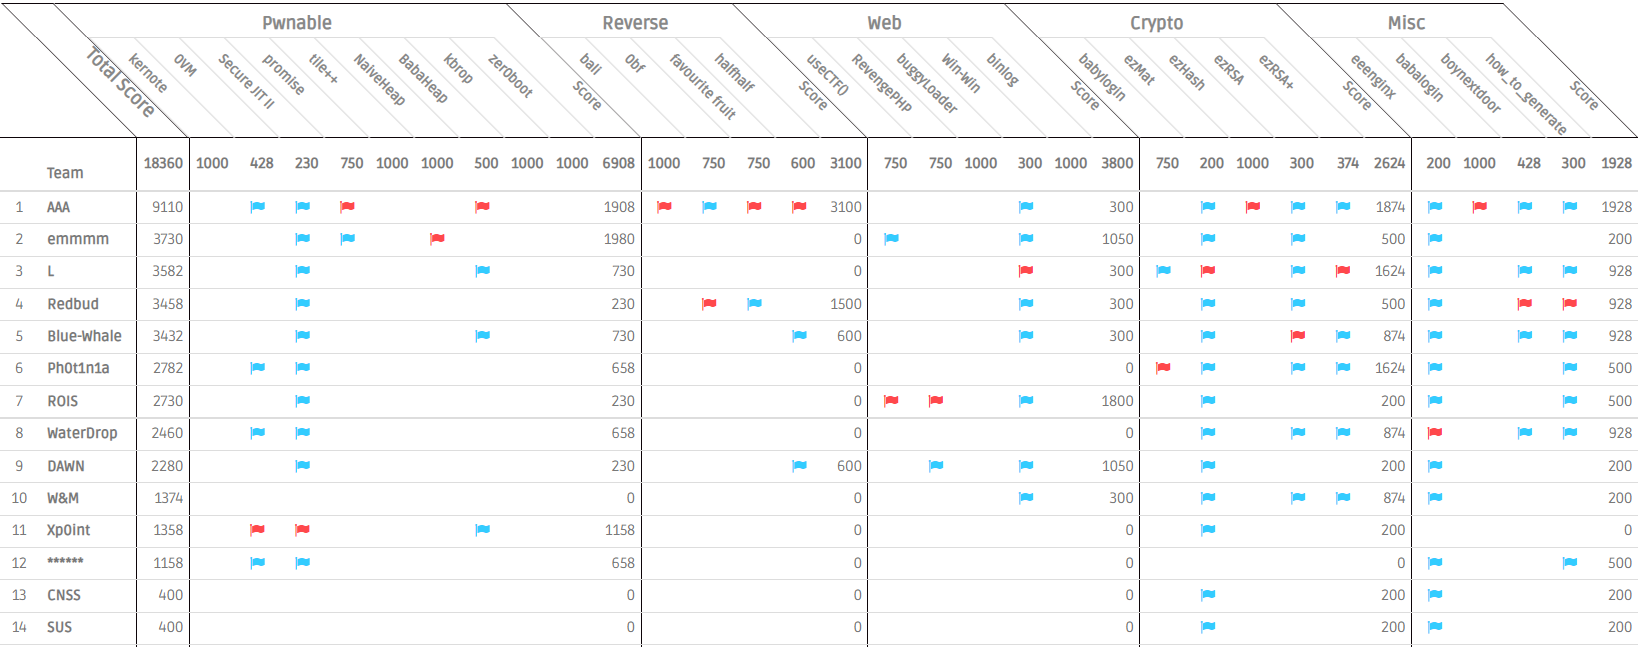 Pwnable Reverse Web Crypto Misc
Total Score kernote 0VM Secure JIT II promise tile++ NaiveHeap BabaHeap kbrop zer0boot Score ball 0bf favourite fruit halfhalf Score useCTF() RevengePHP buggyLoader Win-Win binlog Score babylogin ezMat ezHash ezRSA ezRSA+ Score eeenginx babalogin boynextdoor how_to_generate Score
Team 18360 1000 428 230 750 1000 1000 500 1000 1000 6908 1000 750 750 600 3100 750 750 1000 300 1000 3800 750 200 1000 300 374 2624 200 1000 428 300 1928
1 AAA 9110 1908 3100 300 1874 1928
2 emmmm 3730 1980 0 1050 500 200
3 L 3582 730 0 300 1624 928
4 Redbud 3458 230 1500 300 500 928
5 Blue-Whale 3432 730 600 300 874 928
6 Ph0t1n1a 2782 658 0 0 1624 500
7 ROIS 2730 230 0 1800 200 500
8 WaterDrop 2460 658 0 0 874 928
9 DAWN 2280 230 600 1050 200 200
10 W&M 1374 0 0 300 874 200
11 Xp0int 1358 1158 0 0 200 0
12 ****** 1158 658 0 0 0 500
13 CNSS 400 0 0 0 200 200
14 SUS 400 0 0 0 200 200